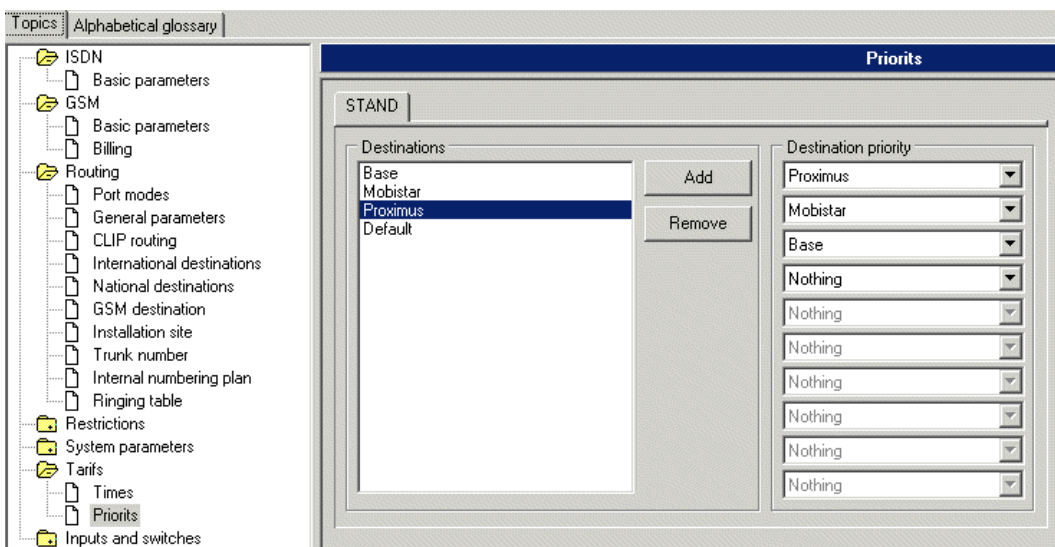 Topics
Alphabetical glossary
ISDN
Basic parameters
GSM
Basic parameters
Billing
Routing
Port modes
General parameters
CLIP routing
International destinations
National destinations
GSM destination
Installation site
Trunk number
Internal numbering plan
Ringing table
Restrictions
System parameters
Tarifs
Times
Priorits
Inputs and switches
Priorits
STAND
Destinations
Base
Mobistar
Proximus
Default
Add
Remove
Destination priority
Proximus
Mobistar
Base
Nothing
Nothing
Nothing
Nothing
Nothing
Nothing
Nothing